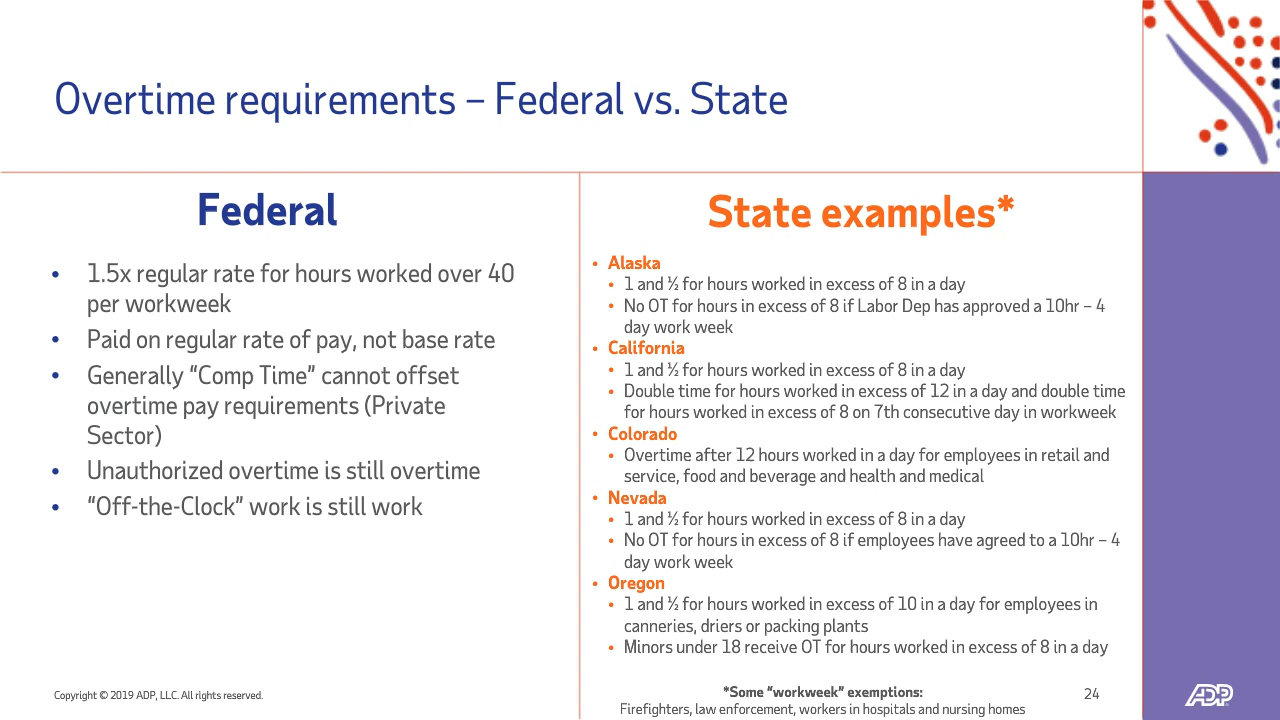 Overtime requirements – Federal vs. State
Federal
• 1.5x regular rate for hours worked over 40
per workweek
• Paid on regular rate of pay, not base rate
• Generally “Comp Time” cannot offset
overtime pay requirements (Private
Sector)
• Unauthorized overtime is still overtime
• “Off-the-Clock” work is still work
State examples*
• Alaska
• 1 and ½ for hours worked in excess of 8 in a day
• No OT for hours in excess of 8 if Labor Dep has approved a 10hr – 4
day work week
• California
• 1 and ½ for hours worked in excess of 8 in a day
• Double time for hours worked in excess of 12 in a day and double time
for hours worked in excess of 8 on 7th consecutive day in workweek
• Colorado
• Overtime after 12 hours worked in a day for employees in retail and
service, food and beverage and health and medical
• Nevada
• 1 and ½ for hours worked in excess of 8 in a day
• No OT for hours in excess of 8 if employees have agreed to a 10hr – 4
day work week
• Oregon
• 1 and ½ for hours worked in excess of 10 in a day for employees in
canneries, driers or packing plants
• Minors under 18 receive OT for hours worked in excess of 8 in a day
Copyright © 2019 ADP, LLC. All rights reserved.
*Some “workweek” exemptions:
Firefighters, law enforcement, workers in hospitals and nursing homes
24
ADP